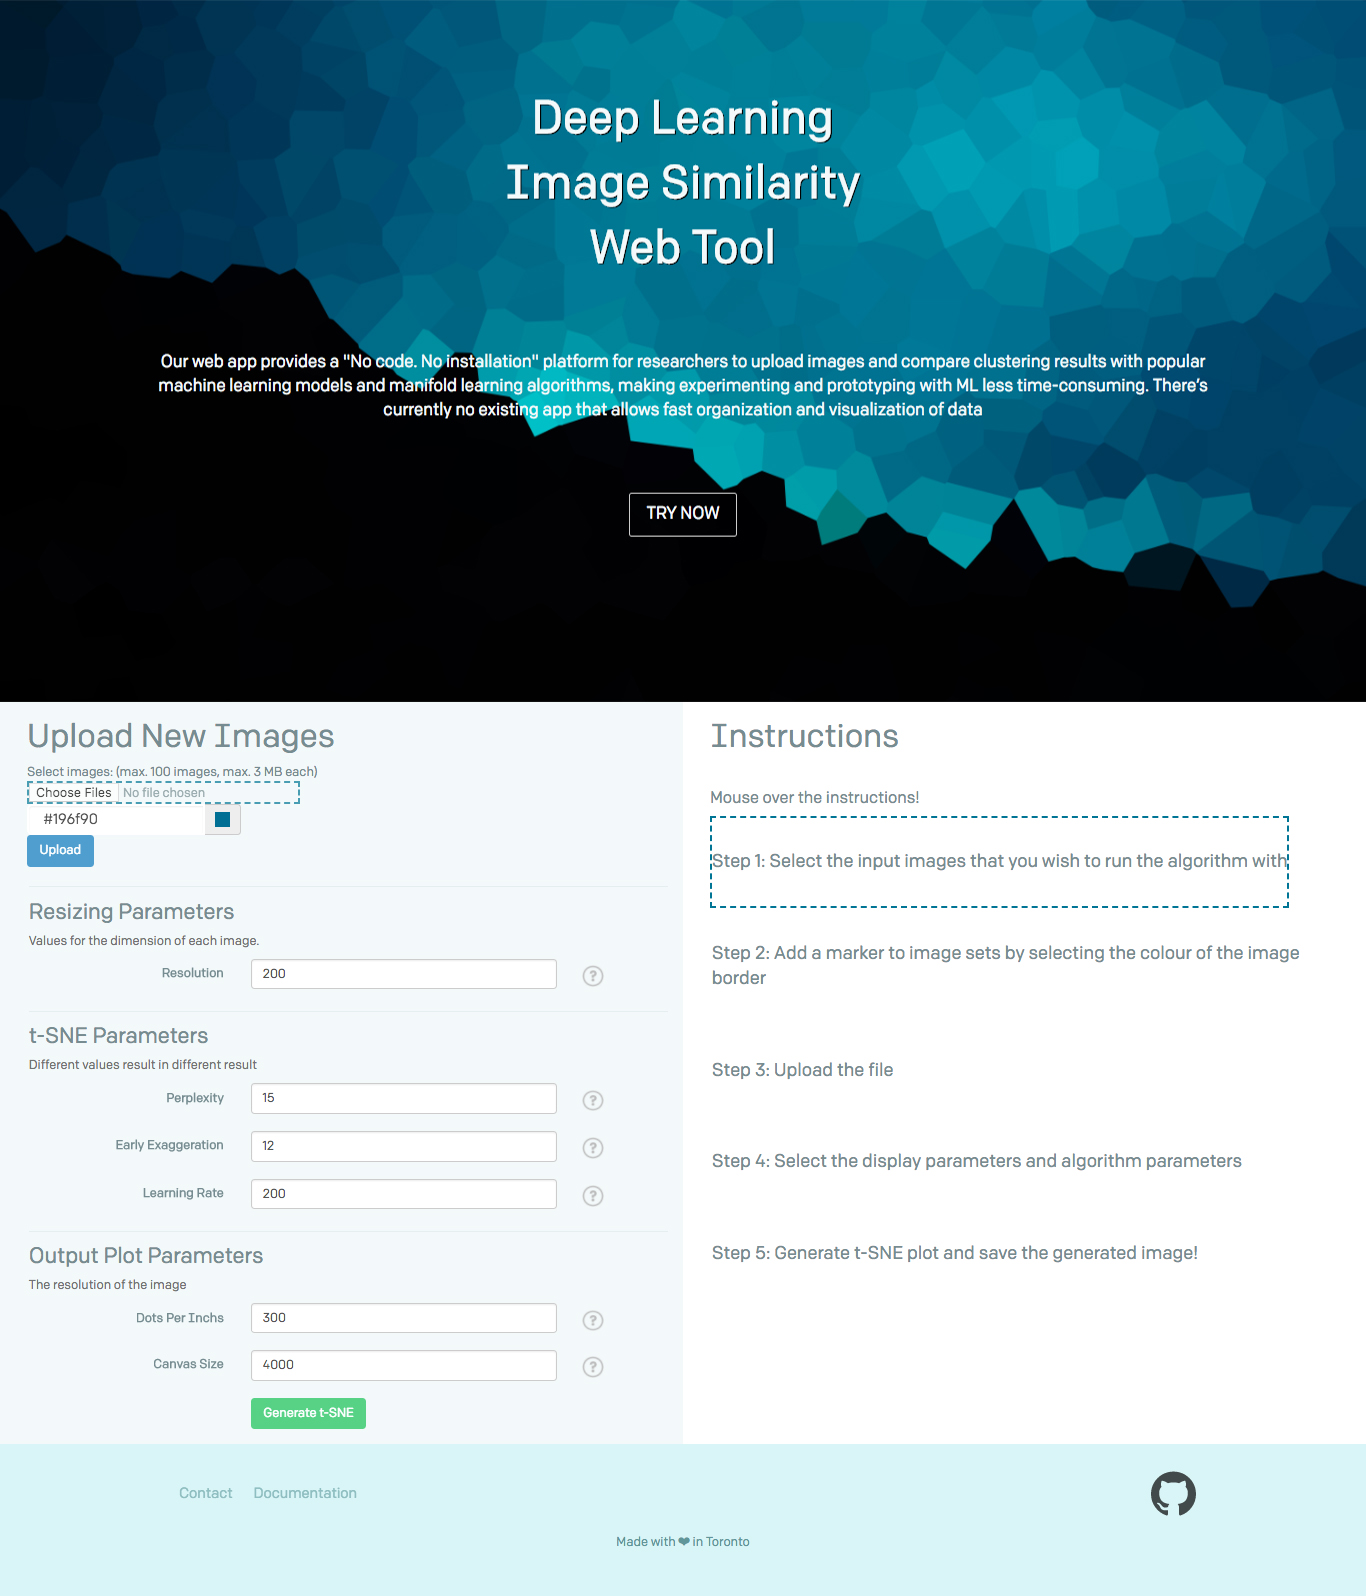 Deep Learning
Image Similarity
Web Tool
Our web app provides a "No code. No installation" platform for researchers to upload images and compare clustering results with popular
machine learning models and manifold learning algorithms, making experimenting and prototyping with ML less time-consuming. There's
currently no existing app that allows fast organization and visualization of data
TRY NOW
Upload New Images
Select images: (max. 100 images, max. 3 MB each)
Choose Files No file chosen
#196f90
Upload
Resizing Parameters
Values for the dimension of each image.
Resolution 200 ?
t-SNE Parameters
Different values result in different result
Perplexity 15 ?
Early Exaggeration 12 ?
Learning Rate 200 ?
Output Plot Parameters
The resolution of the image
Dots Per Inchs 300 ?
Canvas Size 4000 ?
Generate t-SNE
Instructions
Mouse over the instructions!
Step 1: Select the input images that you wish to run the algorithm with
Step 2: Add a marker to image sets by selecting the colour of the image
border
Step 3: Upload the file
Step 4: Select the display parameters and algorithm parameters
Step 5: Generate t-SNE plot and save the generated image!
Contact Documentation
Made with ❤ in Toronto